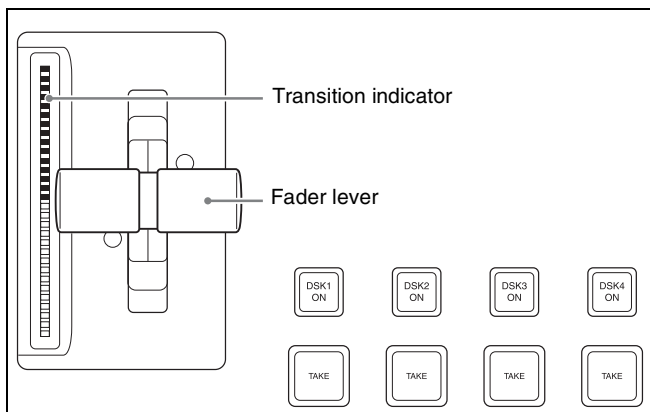 Transition indicator
Fader lever
DSK1
ON
DSK2
ON
DSK3
ON
DSK4
ON
TAKE
TAKE
TAKE
TAKE